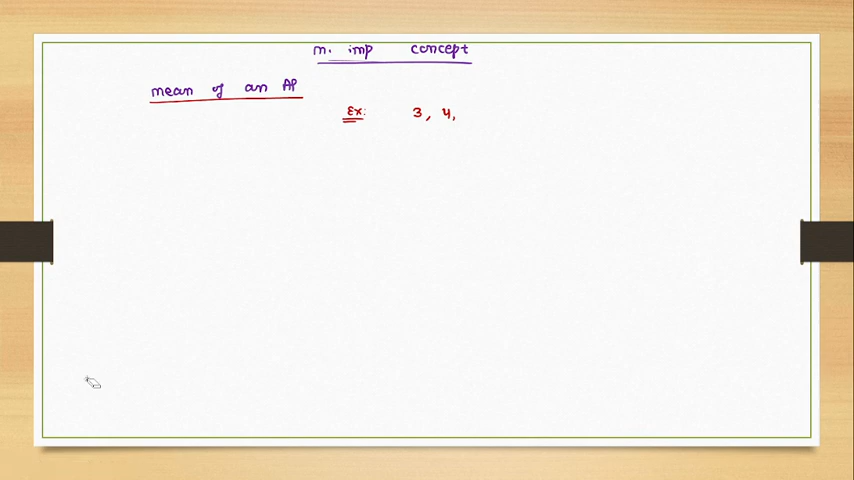 m. imp concept
mean of an AP
Ex: 3, 4,